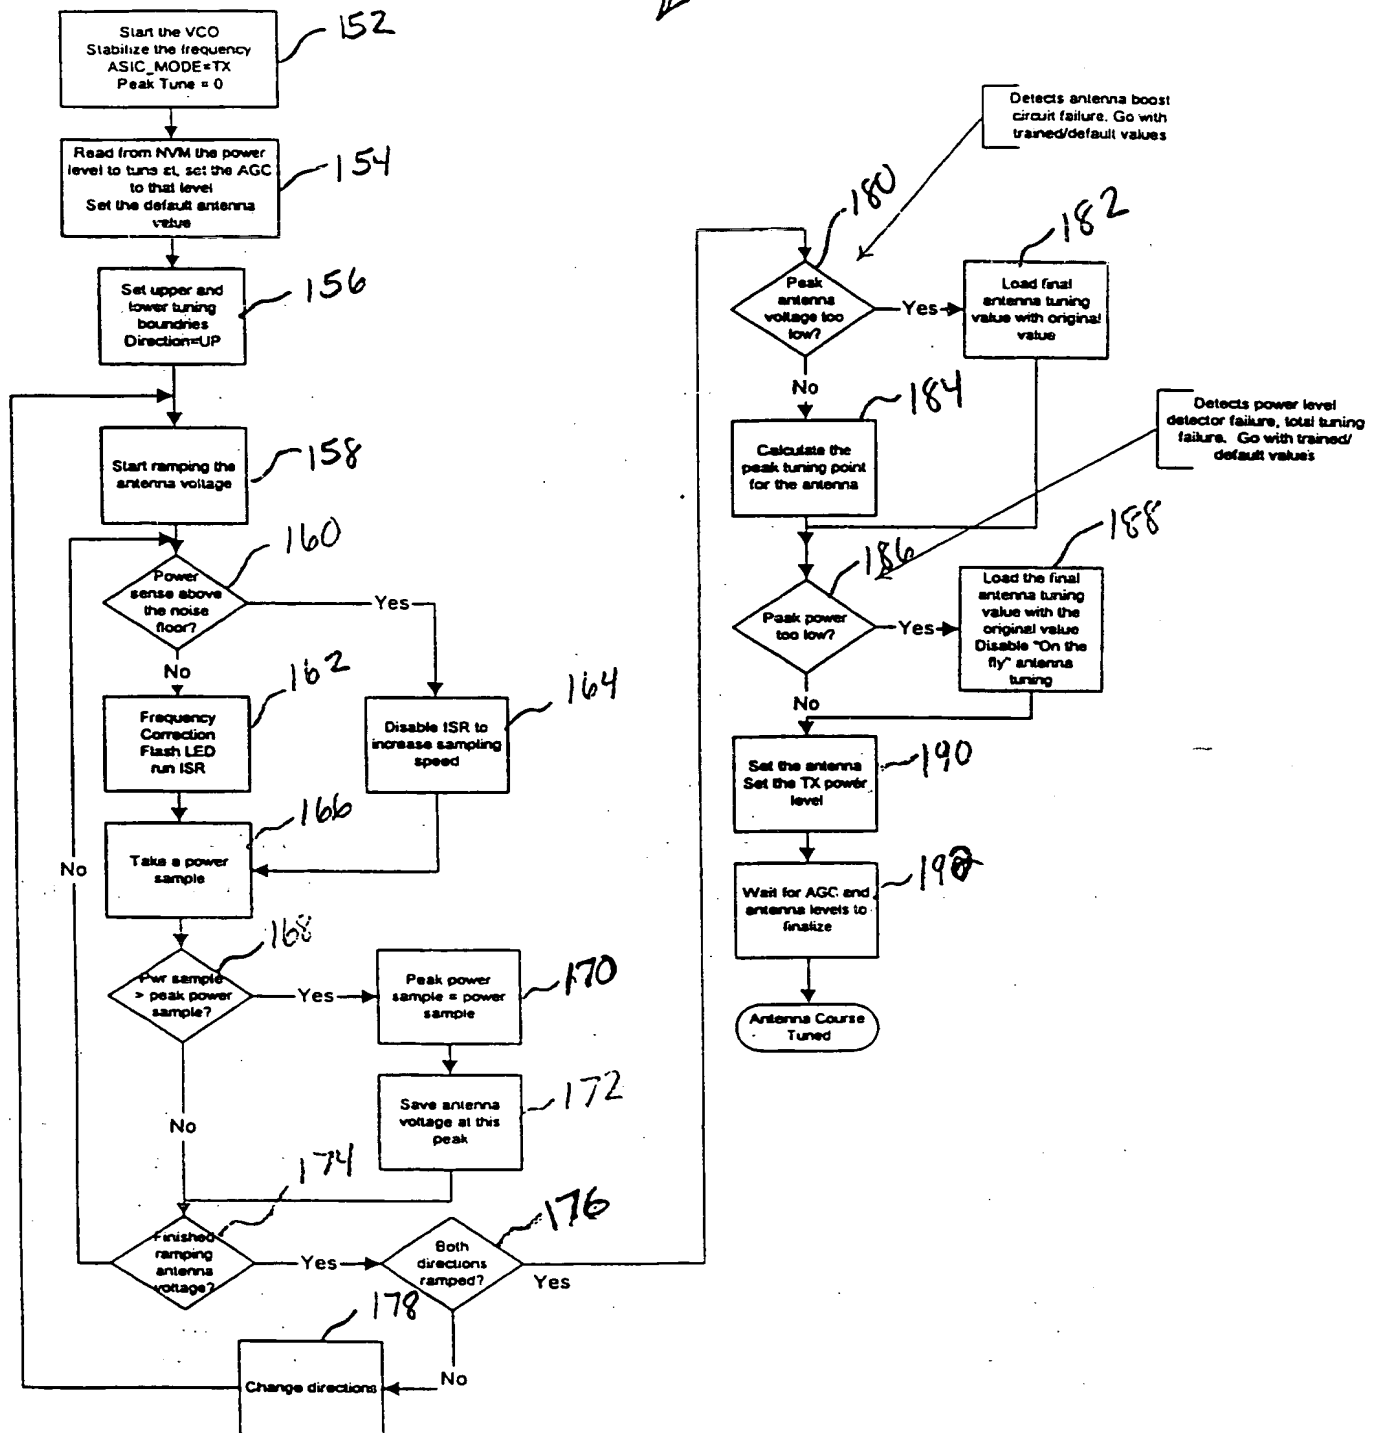 Start the VCO
Stabilize the frequency
ASIC_MODE=TX
Peak Tune = 0
152
Read from NVM the power
level to tune at, set the AGC
to that level
Set the default antenna
value
154
Set upper and
lower tuning
boundries
Direction=UP
156
Start ramping the
antenna voltage
158
Power
sense above
the noise
floor?
160
Yes
No
Frequency
Correction
Flash LED
run ISR
162
Disable ISR to
increase sampling
speed
164
Take a power
sample
166
No
Pwr sample
> peak power
sample?
168
Yes
Peak power
sample = power
sample
170
Save antenna
voltage at this
peak
172
No
Finished
ramping
antenna
voltage?
174
Yes
Both
directions
ramped?
176
Yes
No
Change directions
178
Detects antenna boost
circuit failure. Go with
trained/default values
Peak
antenna
voltage too
low?
180
Yes
Load final
antenna tuning
value with original
value
182
No
Calculate the
peak tuning point
for the antenna
184
Detects power level
detector failure, total tuning
failure. Go with trained/
default values
Peak power
too low?
186
Yes
Load the final
antenna tuning
value with the
original value
Disable "On the
fly" antenna
tuning
188
No
Set the antenna
Set the TX power
level
190
Wait for AGC and
antenna levels to
finalize
192
Antenna Course
Tuned